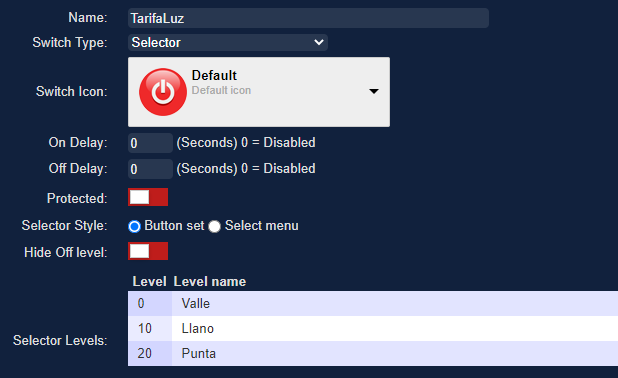 Name: TarifaLuz
Switch Type: Selector
Switch Icon: Default
Default icon
On Delay: 0 (Seconds) 0 = Disabled
Off Delay: 0 (Seconds) 0 = Disabled
Protected:
Selector Style: Button set Select menu
Hide Off level:
Level Level name
0 Valle
Selector Levels: 10 Llano
20 Punta